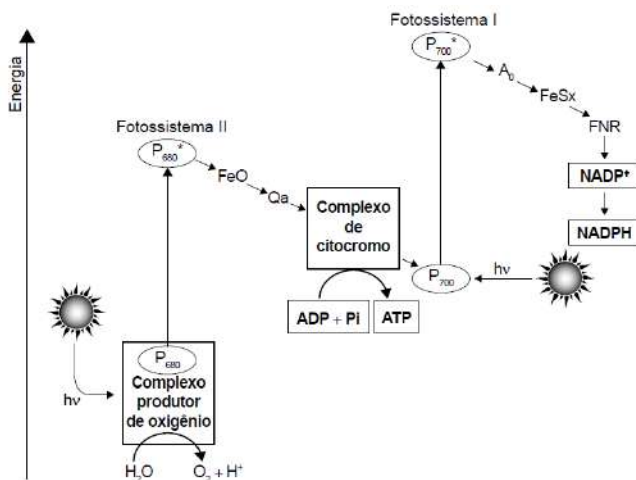 Fotossistema I
P700*
A0
FeSx
FNR
NADP+
NADPH
Energia
Fotossistema II
P680*
FeO
Qa
Complexo
de
citocromo
P700
hν
ADP + Pi
ATP
P680
Complexo
produtor
de oxigênio
hν
H2O
O2 + H+